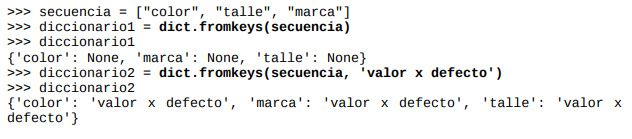 >>> secuencia = ["color", "talle", "marca"]
>>> diccionario1 = dict.fromkeys(secuencia)
>>> diccionario1
{'color': None, 'marca': None, 'talle': None}
>>> diccionario2 = dict.fromkeys(secuencia, 'valor x defecto')
>>> diccionario2
{'color': 'valor x defecto', 'marca': 'valor x defecto', 'talle': 'valor x
defecto'}